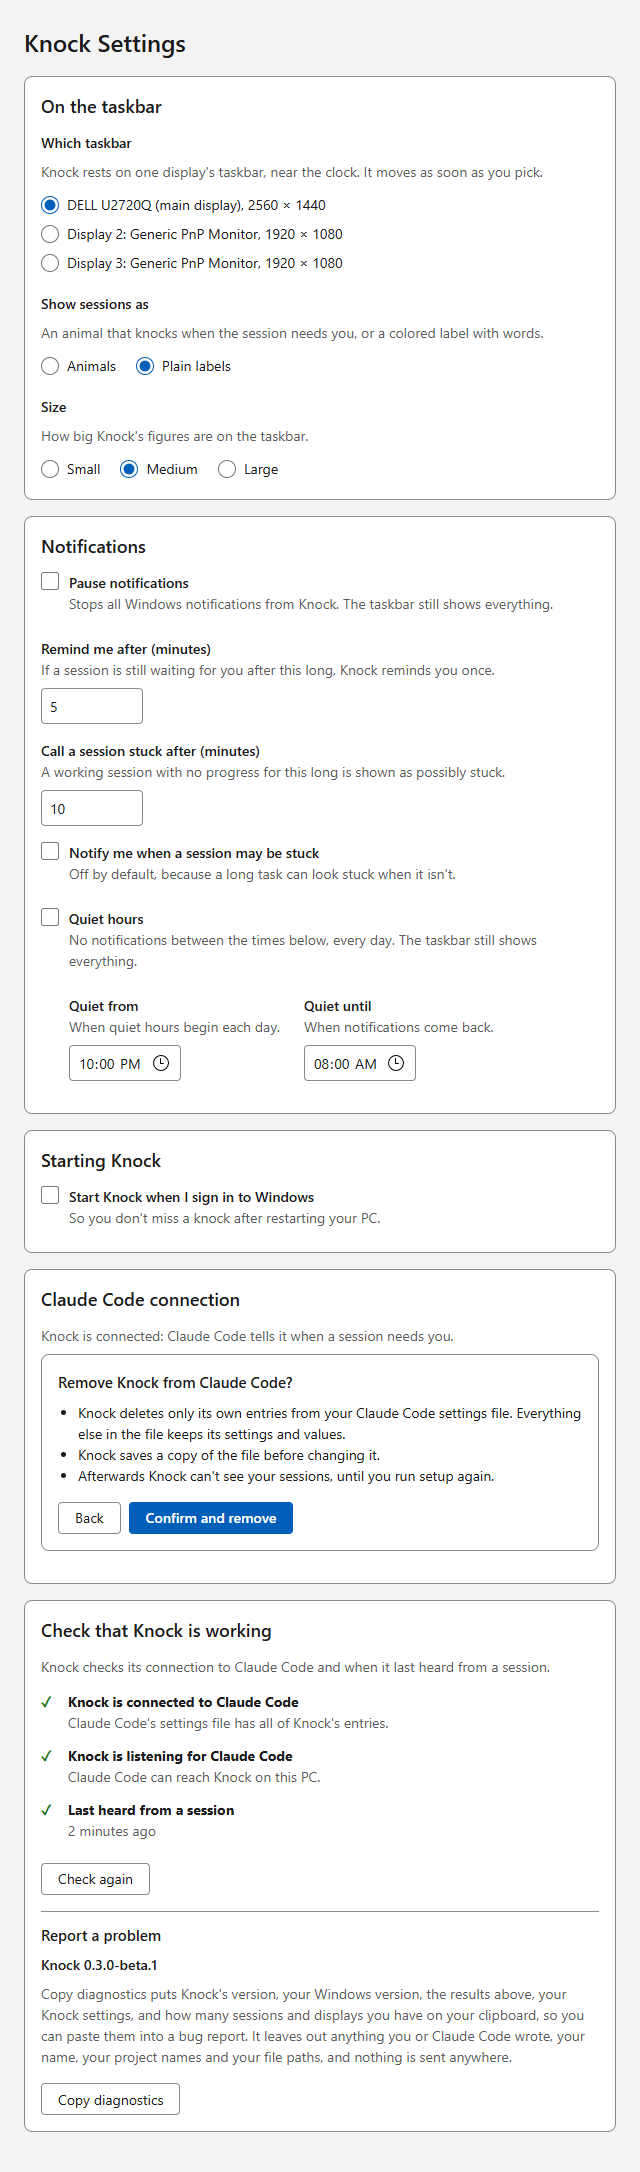 Knock Settings
On the taskbar
Which taskbar
Knock rests on one display's taskbar, near the clock. It moves as soon as you pick.
DELL U2720Q (main display), 2560 × 1440
Display 2: Generic PnP Monitor, 1920 × 1080
Display 3: Generic PnP Monitor, 1920 × 1080
Show sessions as
An animal that knocks when the session needs you, or a colored label with words.
Animals Plain labels
Size
How big Knock's figures are on the taskbar.
Small Medium Large
Notifications
Pause notifications
Stops all Windows notifications from Knock. The taskbar still shows everything.
Remind me after (minutes)
If a session is still waiting for you after this long, Knock reminds you once.
5
Call a session stuck after (minutes)
A working session with no progress for this long is shown as possibly stuck.
10
Notify me when a session may be stuck
Off by default, because a long task can look stuck when it isn't.
Quiet hours
No notifications between the times below, every day. The taskbar still shows
everything.
Quiet from Quiet until
When quiet hours begin each day. When notifications come back.
10:00 PM 08:00 AM
Starting Knock
Start Knock when I sign in to Windows
So you don't miss a knock after restarting your PC.
Claude Code connection
Knock is connected: Claude Code tells it when a session needs you.
Remove Knock from Claude Code?
• Knock deletes only its own entries from your Claude Code settings file. Everything
else in the file keeps its settings and values.
• Knock saves a copy of the file before changing it.
• Afterwards Knock can't see your sessions, until you run setup again.
Back Confirm and remove
Check that Knock is working
Knock checks its connection to Claude Code and when it last heard from a session.
✓ Knock is connected to Claude Code
Claude Code's settings file has all of Knock's entries.
✓ Knock is listening for Claude Code
Claude Code can reach Knock on this PC.
✓ Last heard from a session
2 minutes ago
Check again
Report a problem
Knock 0.3.0-beta.1
Copy diagnostics puts Knock's version, your Windows version, the results above, your
Knock settings, and how many sessions and displays you have on your clipboard, so you
can paste them into a bug report. It leaves out anything you or Claude Code wrote, your
name, your project names and your file paths, and nothing is sent anywhere.
Copy diagnostics